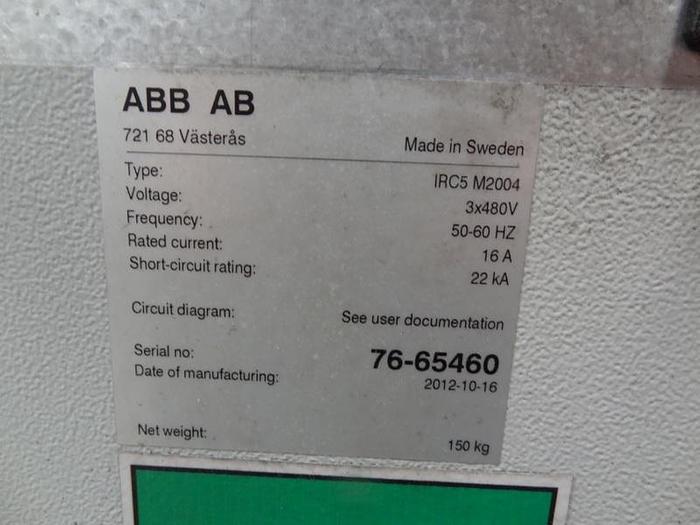 ABB AB
721 68 Västerås Made in Sweden
Type: IRC5 M2004
Voltage: 3x480V
Frequency: 50-60 HZ
Rated current: 16 A
Short-circuit rating: 22 kA
Circuit diagram: See user documentation
Serial no: 76-65460
Date of manufacturing: 2012-10-16
Net weight: 150 kg